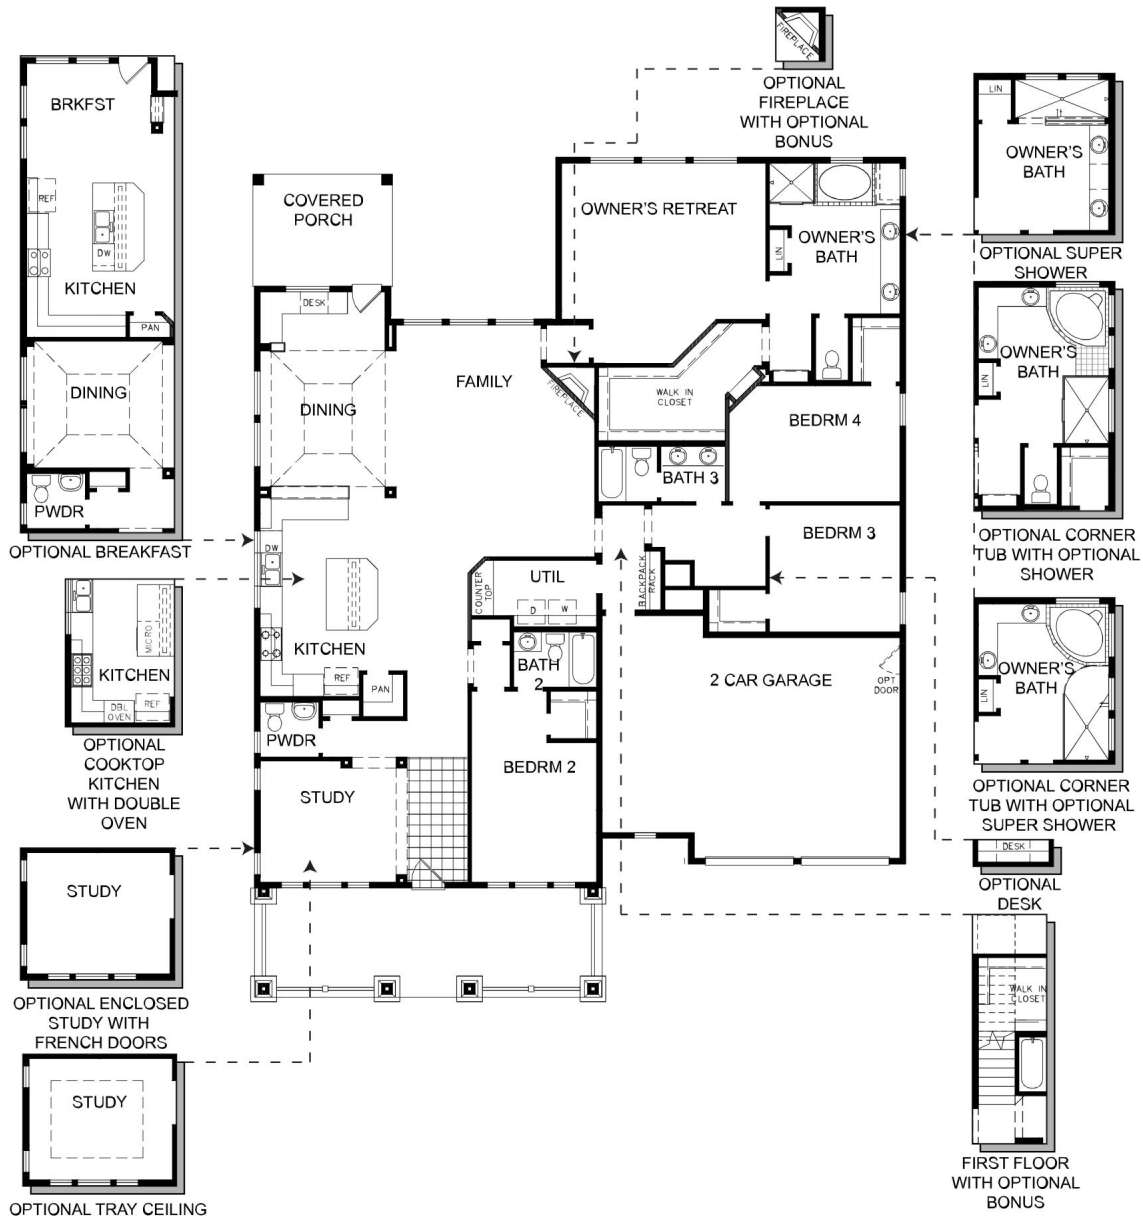 BRKFST
REF
DW
KITCHEN
PAN
DINING
PWDR
OPTIONAL BREAKFAST
KITCHEN
MICRO
DBL
OVEN
REF
OPTIONAL
COOKTOP
KITCHEN
WITH DOUBLE
OVEN
STUDY
OPTIONAL ENCLOSED
STUDY WITH
FRENCH DOORS
STUDY
OPTIONAL TRAY CEILING
FIREPLACE
OPTIONAL
FIREPLACE
WITH OPTIONAL
BONUS
COVERED
PORCH
DESK
DINING
FAMILY
FIREPLACE
OWNER'S RETREAT
OWNER'S
BATH
LIN
WALK IN
CLOSET
BEDRM 4
BATH 3
BEDRM 3
BACKPACK
RACK
DW
KITCHEN
REF
PAN
PWDR
STUDY
COUNTER
TOP
UTIL
D
W
BATH
2
BEDRM 2
2 CAR GARAGE
OPT
DOOR
LIN
OWNER'S
BATH
OPTIONAL SUPER
SHOWER
OWNER'S
BATH
LIN
OPTIONAL CORNER
TUB WITH OPTIONAL
SHOWER
OWNER'S
BATH
LIN
OPTIONAL CORNER
TUB WITH OPTIONAL
SUPER SHOWER
DESK
OPTIONAL
DESK
WALK IN
CLOSET
FIRST FLOOR
WITH OPTIONAL
BONUS